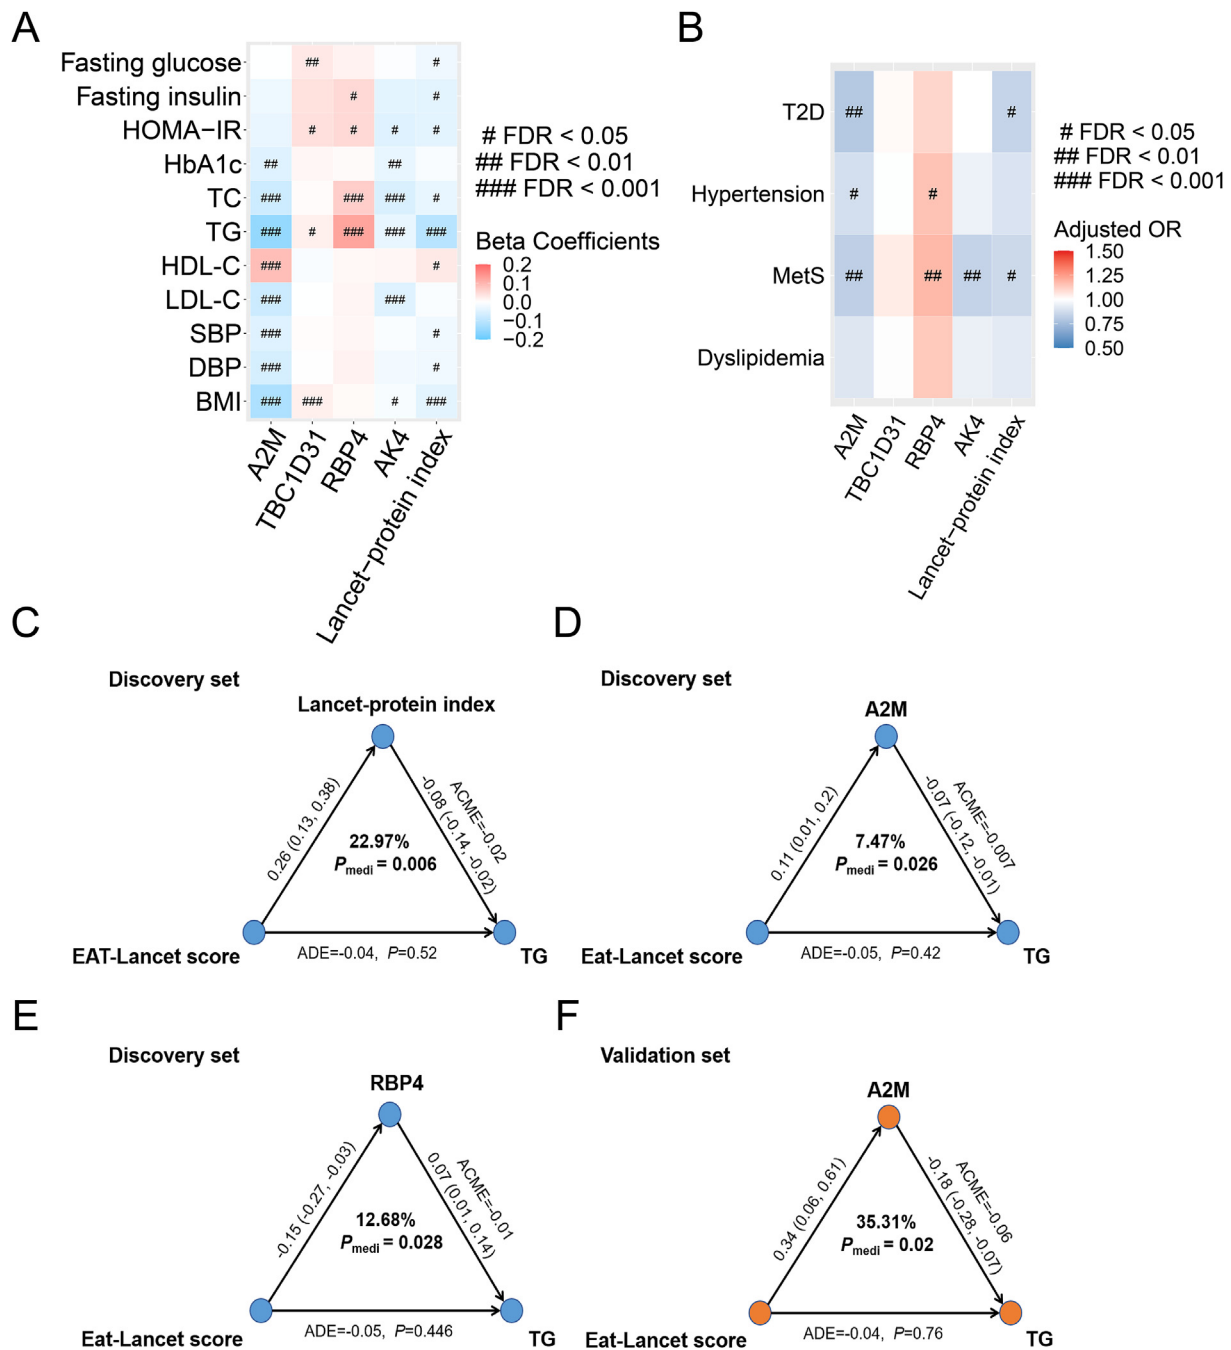 A
Fasting glucose
Fasting insulin
HOMA−IR
HbA1c
TC
TG
HDL-C
LDL-C
SBP
DBP
BMI
## #
# #
# # # #
## ##
### ### ### #
### # ### ### ###
### #
### ###
### #
### #
### ### # ###
A2M
TBC1D31
RBP4
AK4
Lancet−protein index
# FDR < 0.05
## FDR < 0.01
### FDR < 0.001
Beta Coefficients
0.2
0.1
0.0
−0.1
−0.2
B
T2D
Hypertension
MetS
Dyslipidemia
## #
# #
## ## ## #
A2M
TBC1D31
RBP4
AK4
Lancet−protein index
# FDR < 0.05
## FDR < 0.01
### FDR < 0.001
Adjusted OR
1.50
1.25
1.00
0.75
0.50
C
Discovery set
Lancet-protein index
0.26 (0.13, 0.38)
ACME=-0.02
-0.08 (-0.14, -0.02)
22.97%
Pmedi = 0.006
EAT-Lancet score
ADE=-0.04, P=0.52
TG
D
Discovery set
A2M
0.11 (0.01, 0.2)
ACME=-0.007
-0.07 (-0.12, -0.01)
7.47%
Pmedi = 0.026
Eat-Lancet score
ADE=-0.05, P=0.42
TG
E
Discovery set
RBP4
-0.15 (-0.27, -0.03)
ACME=-0.01
0.07 (0.01, 0.14)
12.68%
Pmedi = 0.028
Eat-Lancet score
ADE=-0.05, P=0.446
TG
F
Validation set
A2M
0.34 (0.06, 0.61)
ACME=-0.06
-0.18 (-0.28, -0.07)
35.31%
Pmedi = 0.02
Eat-Lancet score
ADE=-0.04, P=0.76
TG